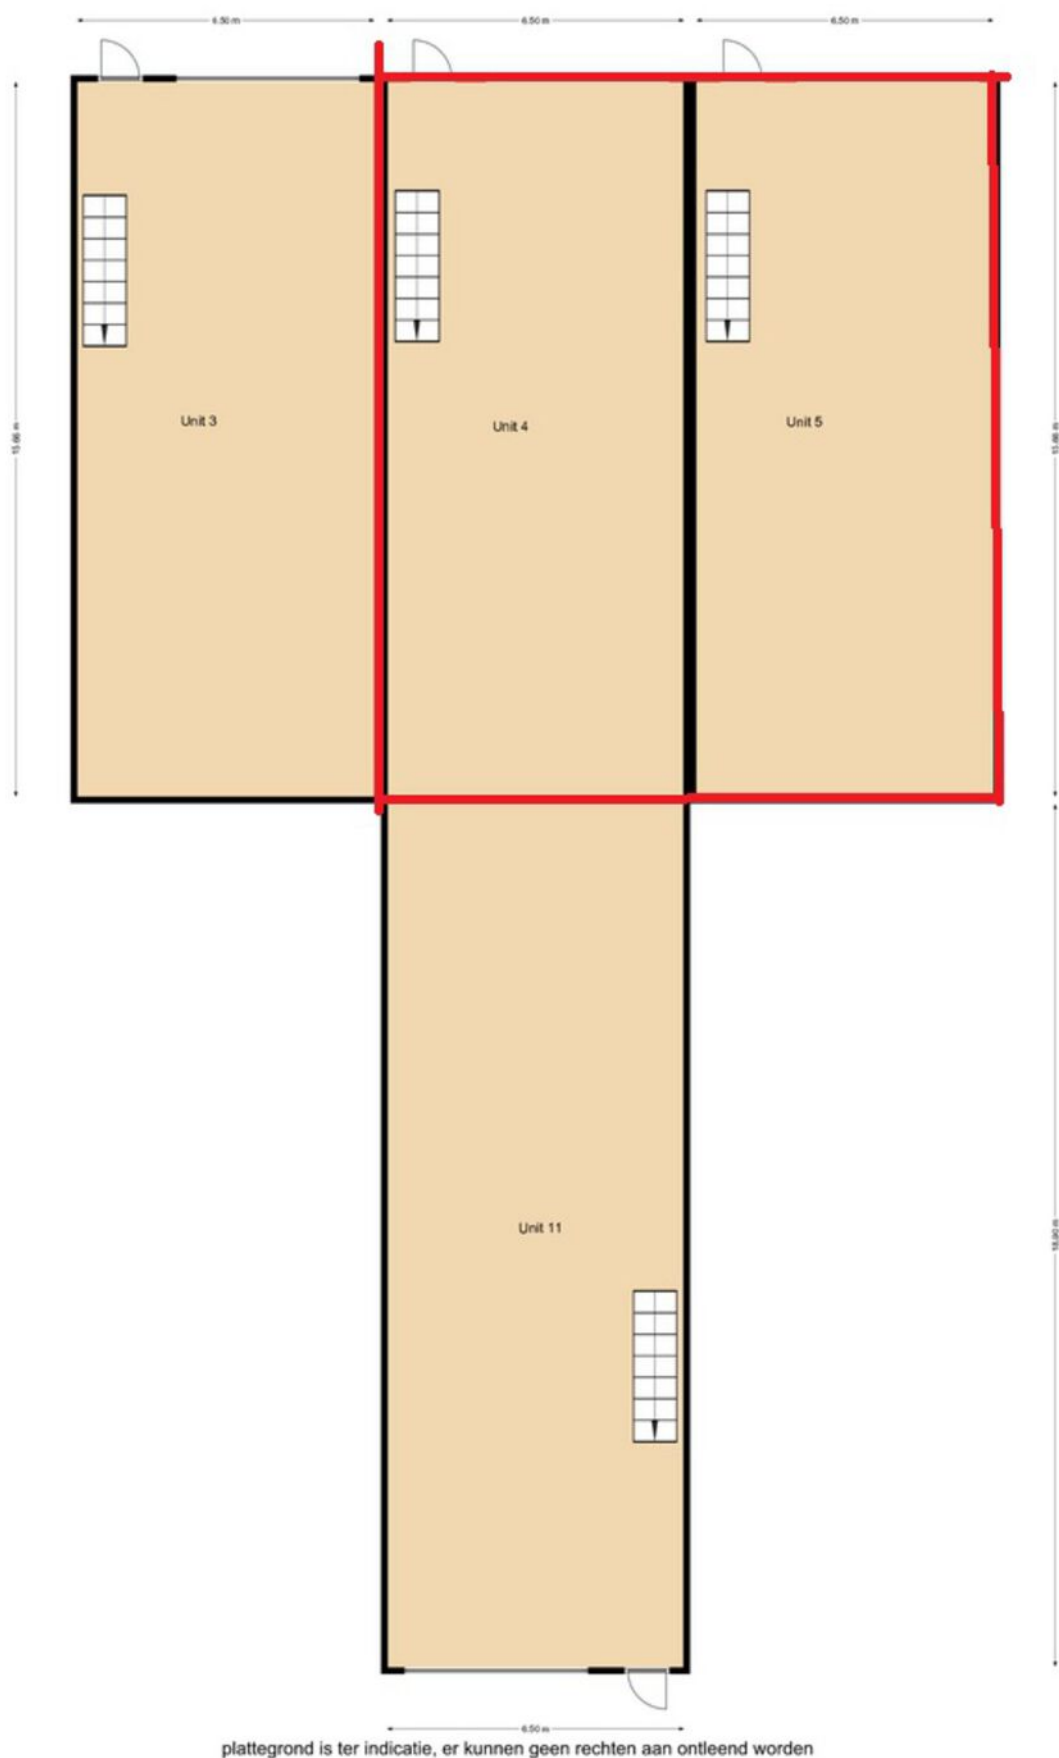 6.50 m 6.50 m 6.50 m
Unit 3
Unit 4
Unit 5
Unit 11
6.50 m
plattegrond is ter indicatie, er kunnen geen rechten aan ontleend worden